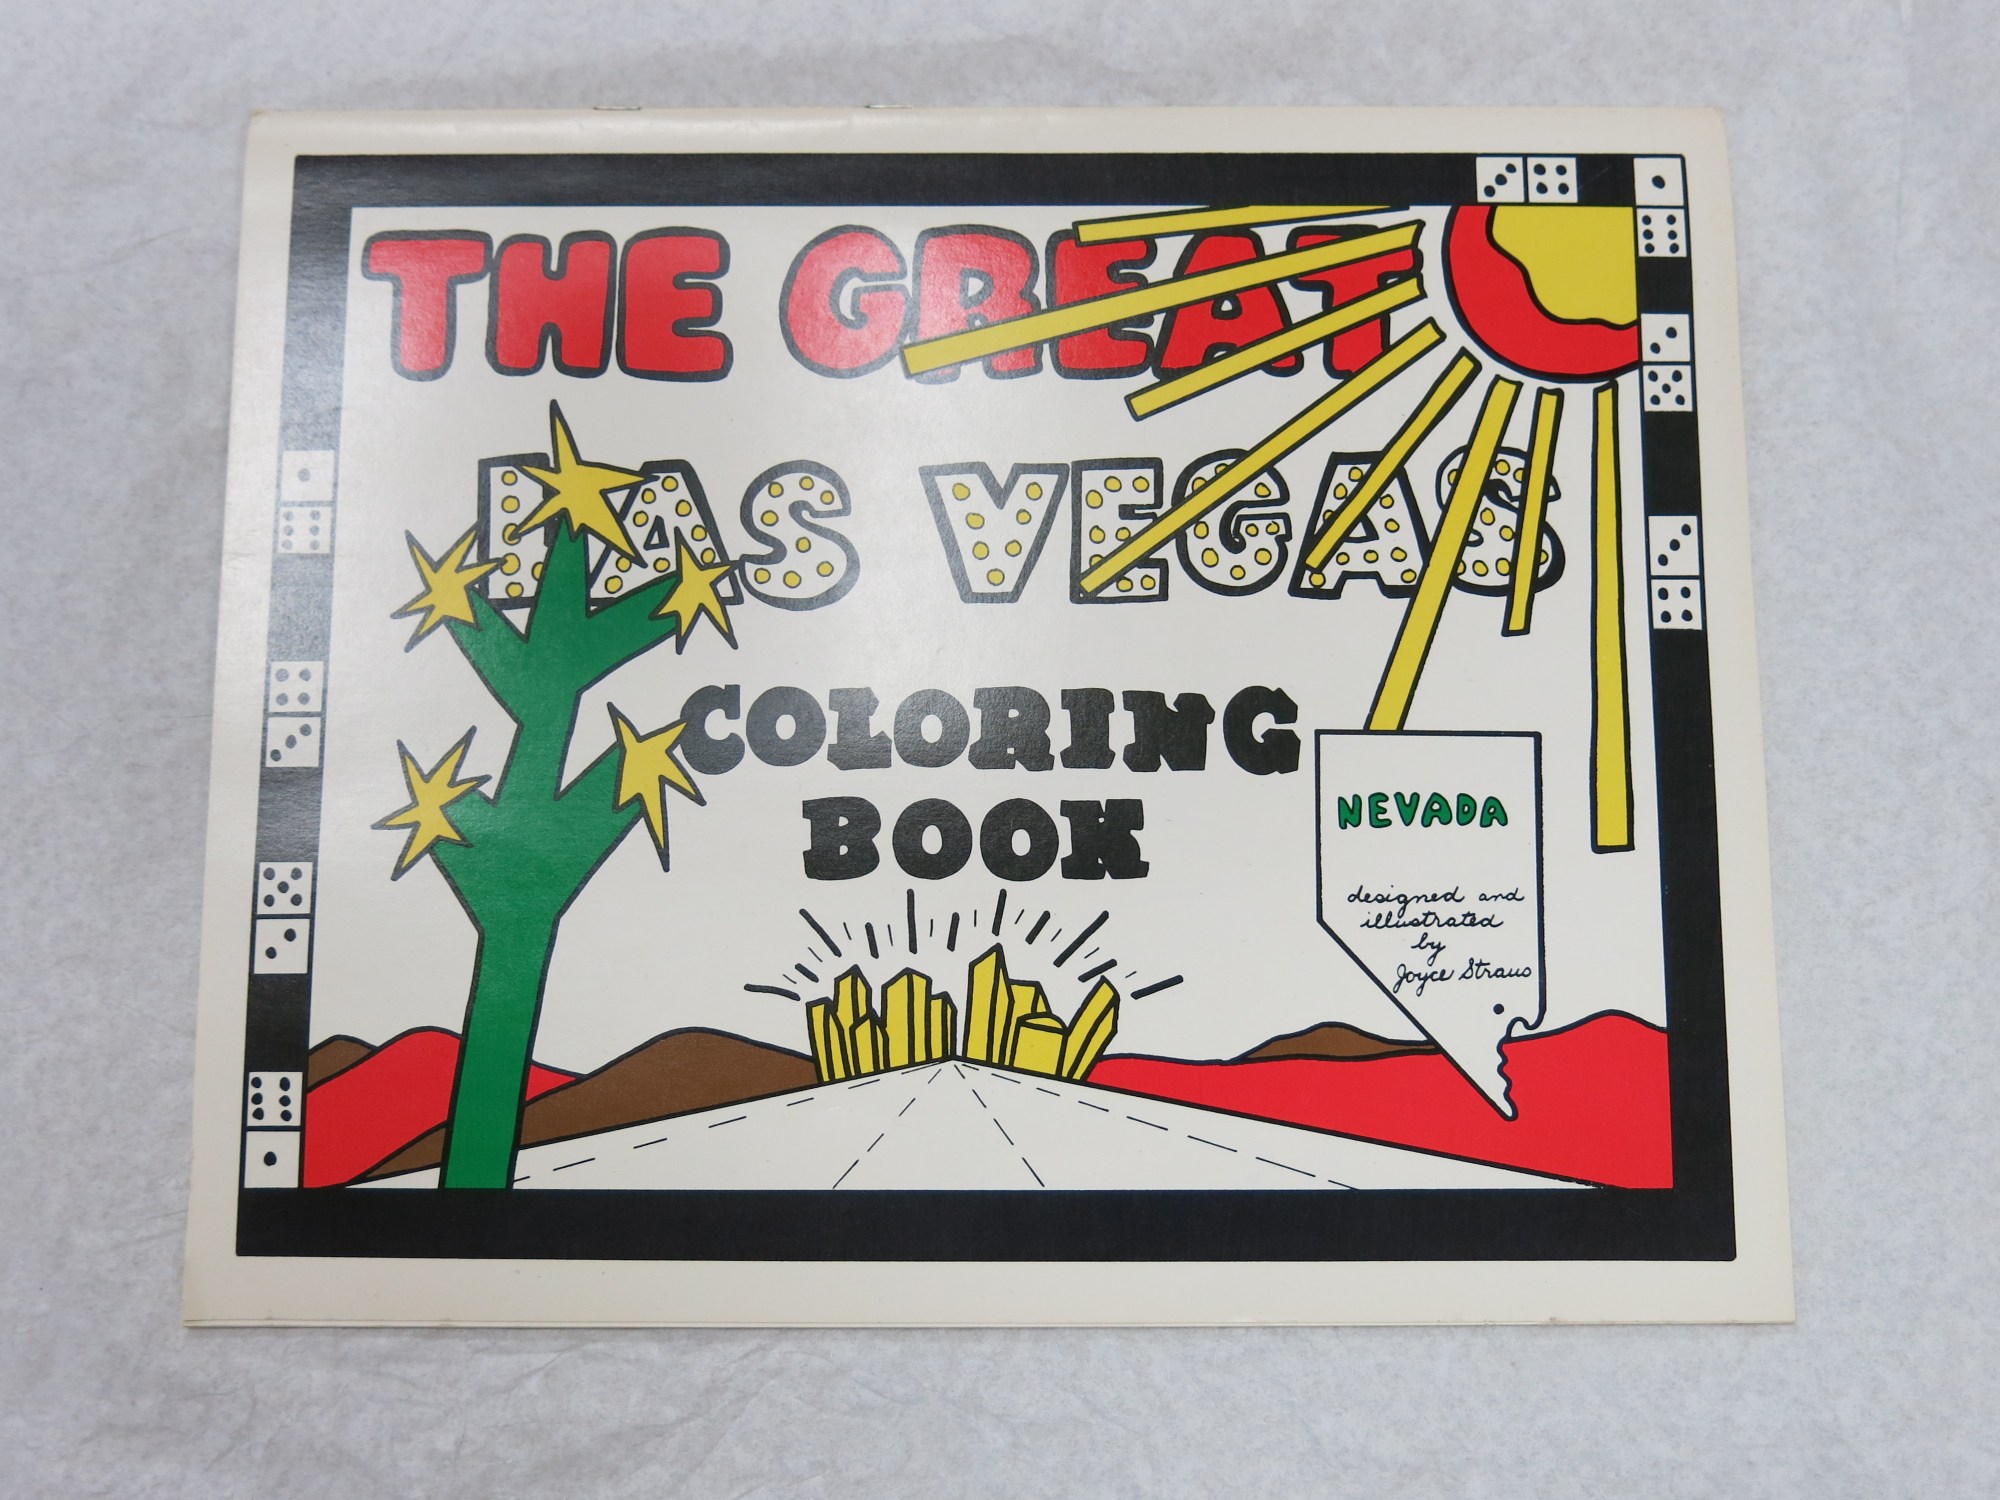 THE GREAT
LAS VEGAS
COLORING
BOOK
NEVADA
designed and
illustrated
by
Joyce Straus